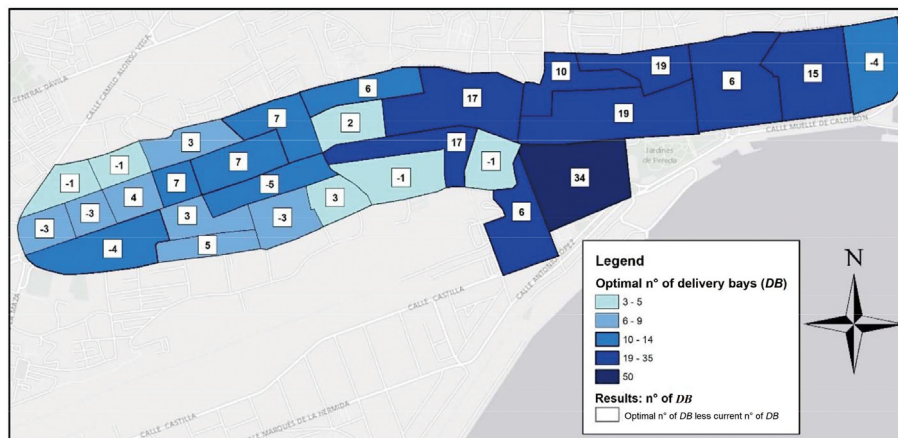 GENERAL DÁVILA
CALLE CAMILO ALONSO VEGA
6
17
10
19
6
15
-4
7
2
19
3
7
17
-1
-1
-1
7
-5
-1
34
-3
-3
4
3
-3
3
6
-3
5
-4
CALLE MUELLE DE CALDERON
Jardines
de Pereda
CALLE ANTONIO LOPEZ
CALLE CASTILLA
CALLE CASTILLA
CALLE MARQUÉS DE LA HERMIDA
N
Legend
Optimal n° of delivery bays (DB)
3 - 5
6 - 9
10 - 14
19 - 35
50
Results: n° of DB
Optimal n° of DB less current n° of DB